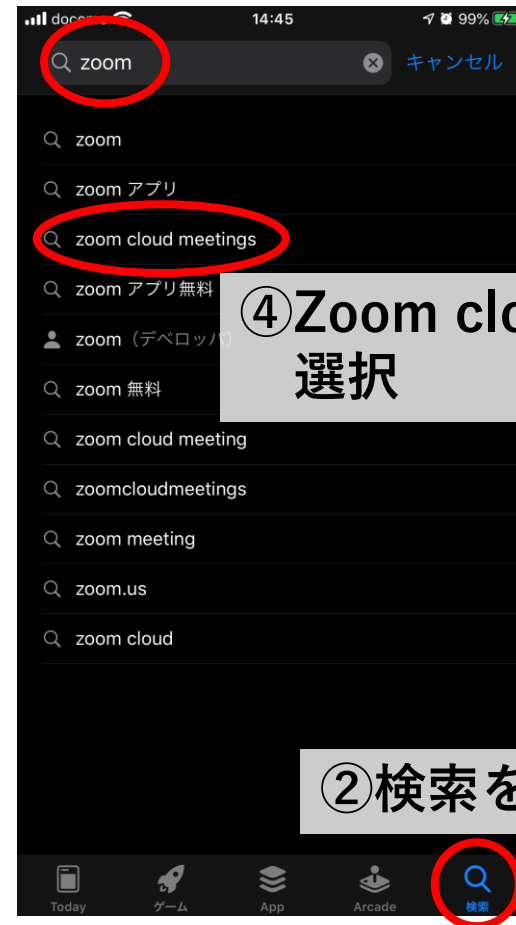 14:45
99%
zoom
キャンセル
zoom
zoom アプリ
zoom cloud meetings
zoom アプリ無料
④Zoom clo
選択
zoom（デベロッパ）
zoom 無料
zoom cloud meeting
zoomcloudmeetings
zoom meeting
zoom.us
zoom cloud
②検索を
Today
ゲーム
App
Arcade
検索